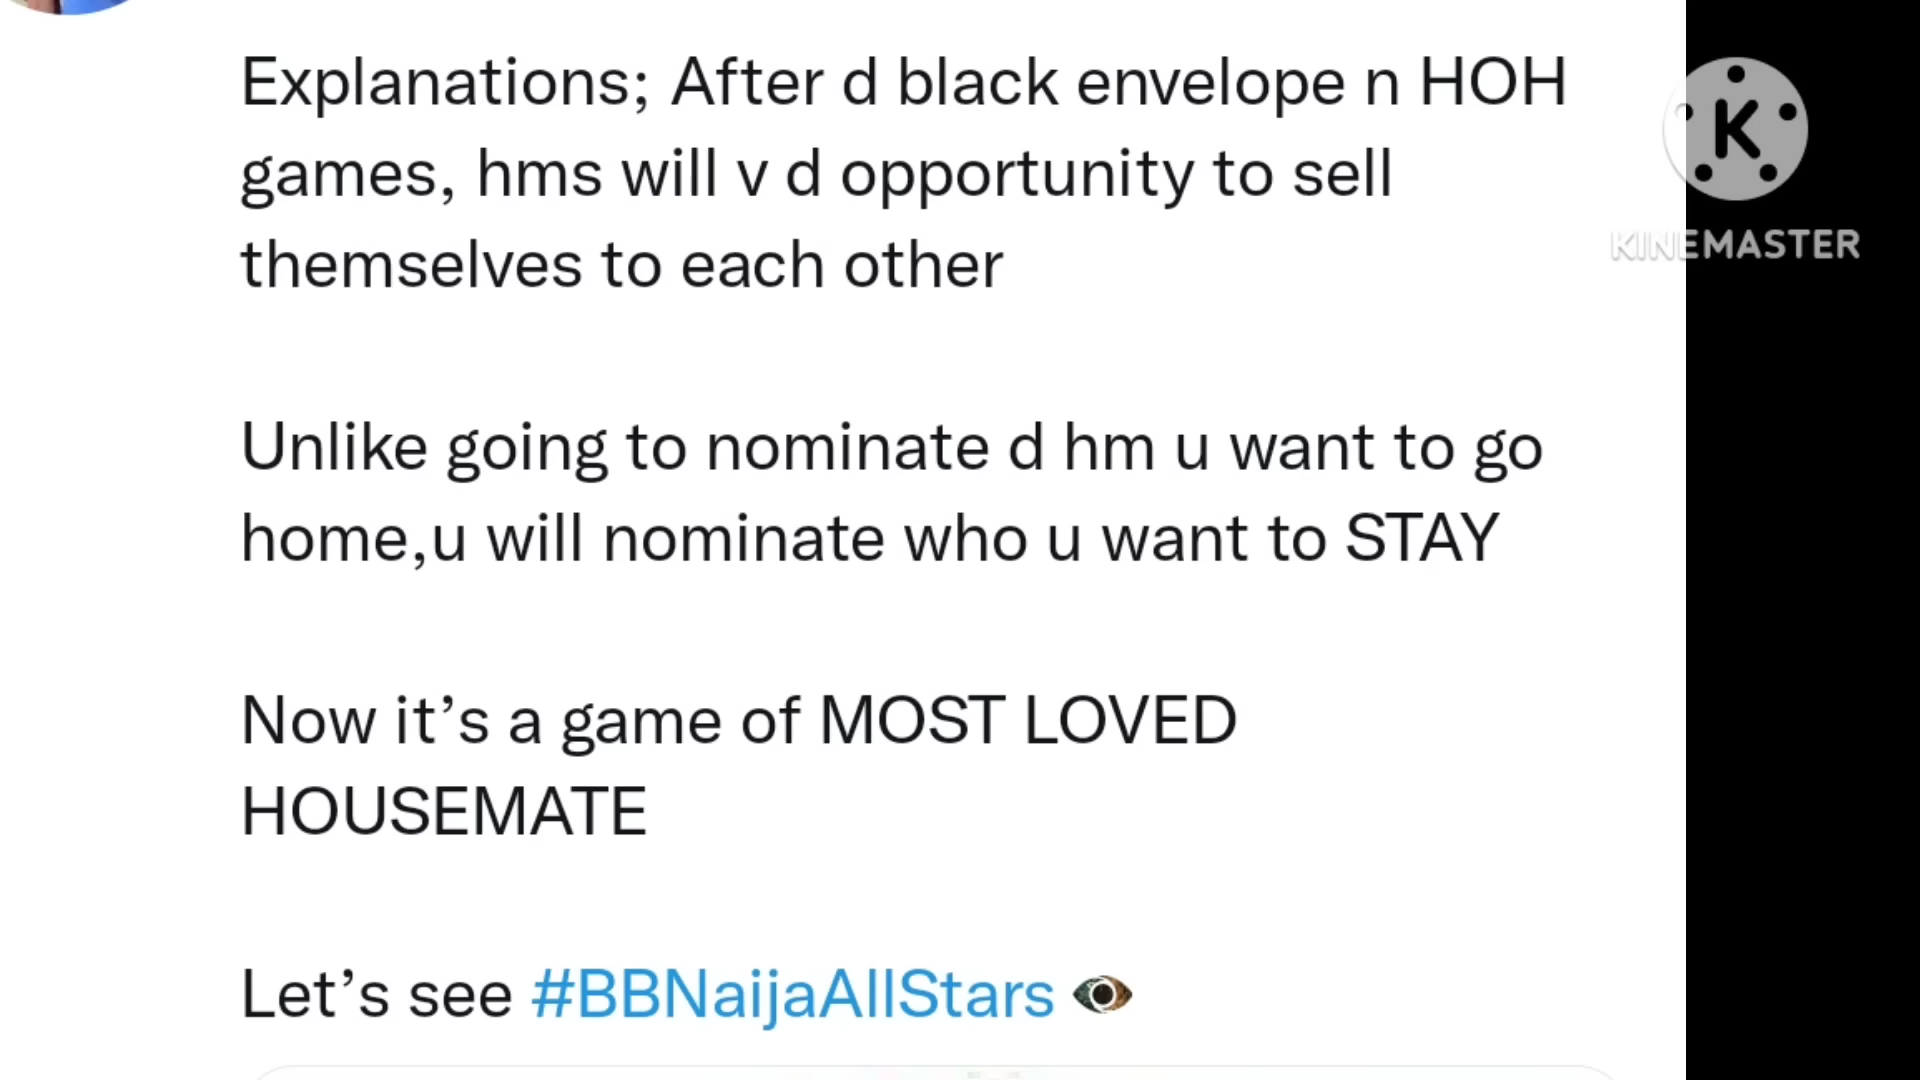 Explanations; After d black envelope n HOH
games, hms will v d opportunity to sell
themselves to each other
Unlike going to nominate d hm u want to go
home,u will nominate who u want to STAY
Now it’s a game of MOST LOVED
HOUSEMATE
Let’s see #BBNaijaAllStars 👁
K
KINEMASTER